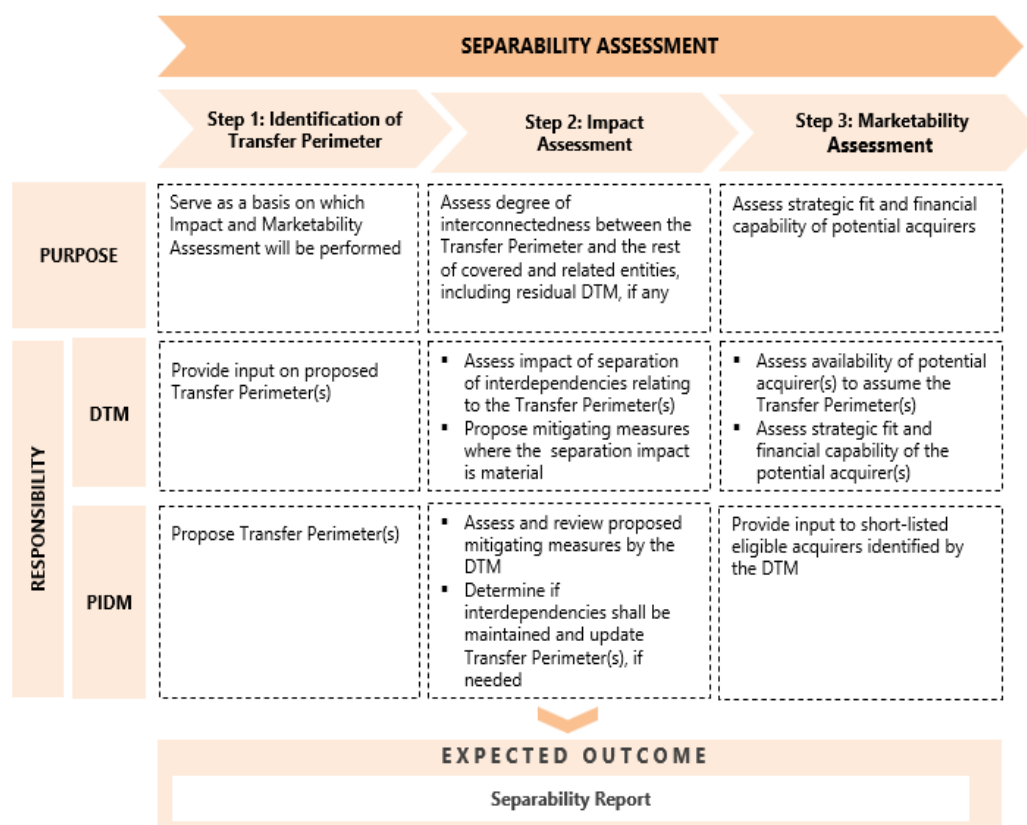 SEPARABILITY ASSESSMENT
Step 1: Identification of
Transfer Perimeter
Step 2: Impact
Assessment
Step 3: Marketability
Assessment
PURPOSE
Serve as a basis on which
Impact and Marketability
Assessment will be performed
Assess degree of
interconnectedness between the
Transfer Perimeter and the rest
of covered and related entities,
including residual DTM, if any
Assess strategic fit and financial
capability of potential acquirers
RESPONSIBILITY
DTM
Provide input on proposed
Transfer Perimeter(s)
▪ Assess impact of separation
of interdependencies relating
to the Transfer Perimeter(s)
▪ Propose mitigating measures
where the separation impact
is material
▪ Assess availability of potential
acquirer(s) to assume the
Transfer Perimeter(s)
▪ Assess strategic fit and
financial capability of the
potential acquirer(s)
PIDM
Propose Transfer Perimeter(s)
▪ Assess and review proposed
mitigating measures by the
DTM
▪ Determine if
interdependencies shall be
maintained and update
Transfer Perimeter(s), if
needed
Provide input to short-listed
eligible acquirers identified by
the DTM
EXPECTED OUTCOME
Separability Report